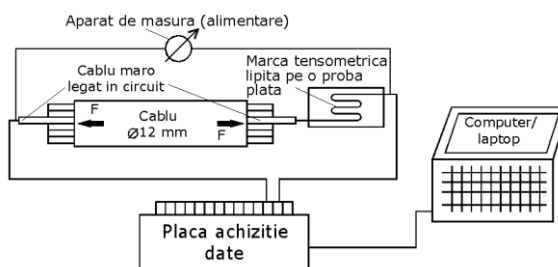 Aparat de masura (alimentare)
Cablu maro
legat in circuit
Marca tensometrica
lipita pe o proba
plata
F
Cablu
Ø12 mm
F
Computer/
laptop
Placa achizitie
date